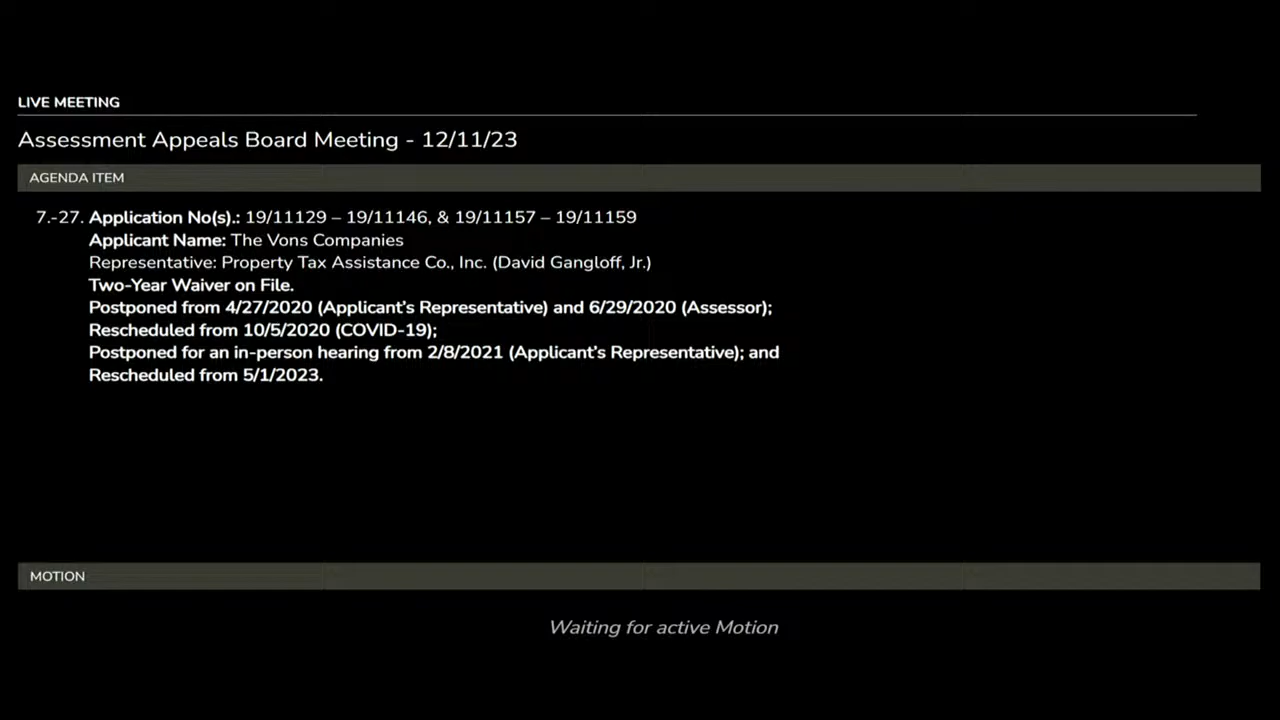 LIVE MEETING
Assessment Appeals Board Meeting - 12/11/23
AGENDA ITEM
7.-27. Application No(s).: 19/11129 – 19/11146, & 19/11157 – 19/11159
Applicant Name: The Vons Companies
Representative: Property Tax Assistance Co., Inc. (David Gangloff, Jr.)
Two-Year Waiver on File.
Postponed from 4/27/2020 (Applicant's Representative) and 6/29/2020 (Assessor);
Rescheduled from 10/5/2020 (COVID-19);
Postponed for an in-person hearing from 2/8/2021 (Applicant's Representative); and
Rescheduled from 5/1/2023.
MOTION
Waiting for active Motion